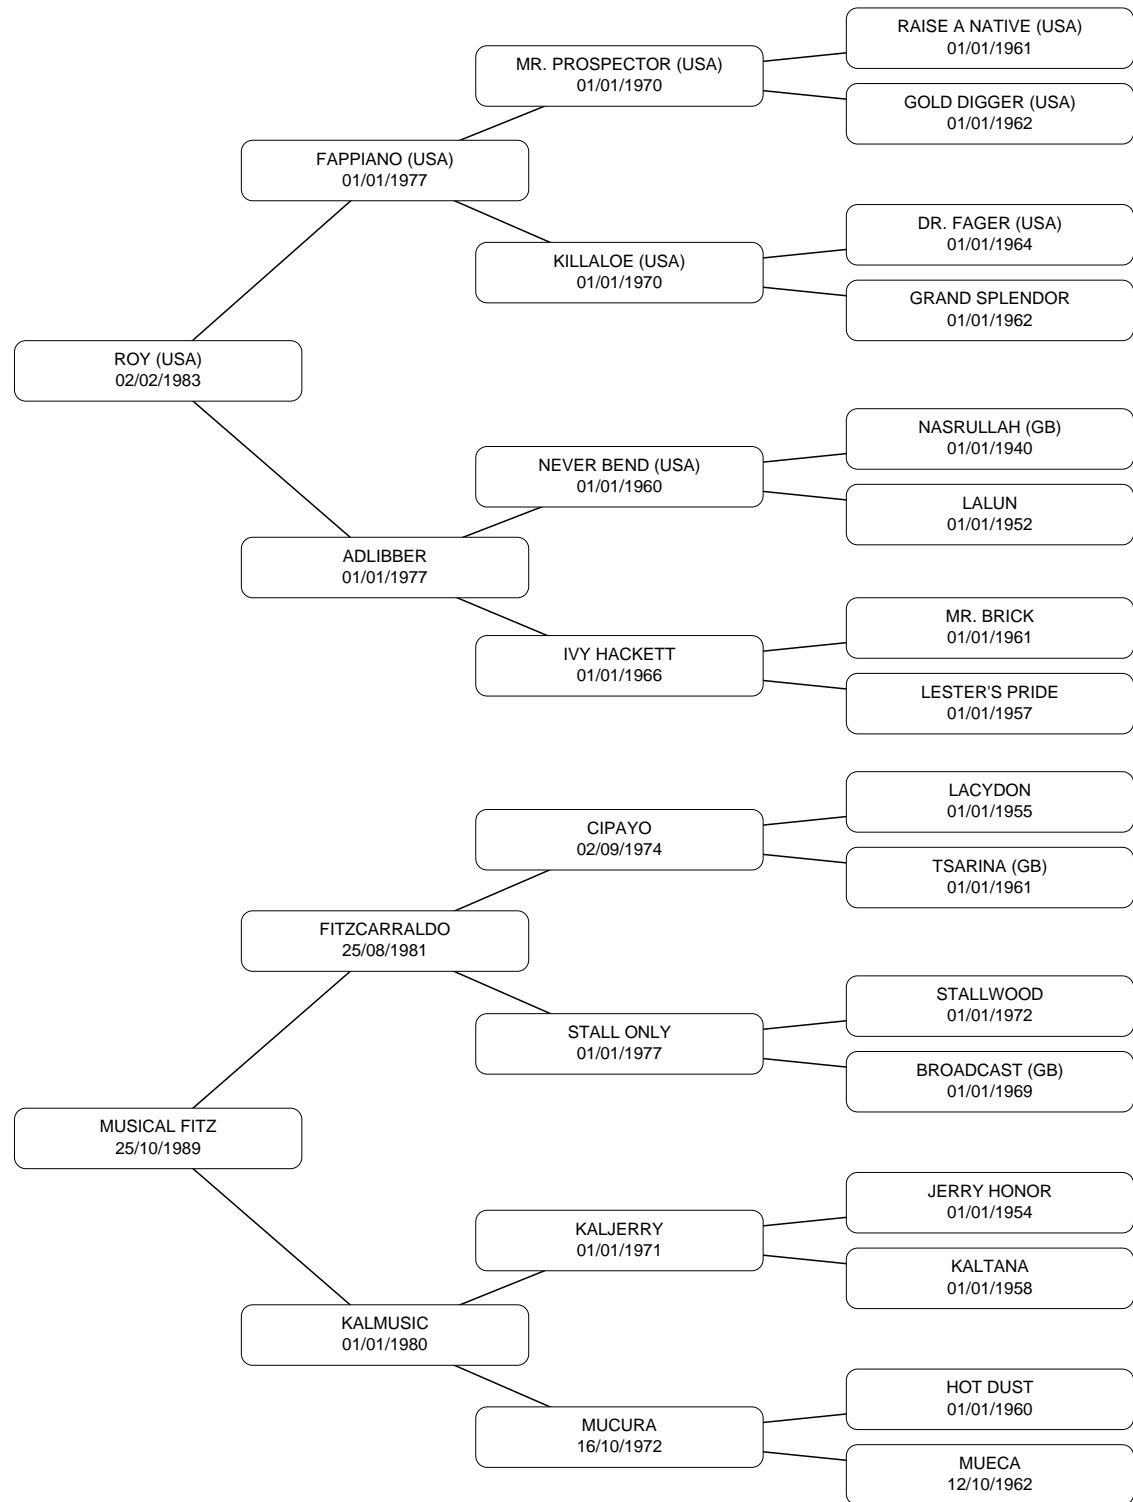 RAISE A NATIVE (USA)
01/01/1961
MR. PROSPECTOR (USA)
01/01/1970
GOLD DIGGER (USA)
01/01/1962
FAPPIANO (USA)
01/01/1977
DR. FAGER (USA)
01/01/1964
KILLALOE (USA)
01/01/1970
GRAND SPLENDOR
01/01/1962
ROY (USA)
02/02/1983
NASRULLAH (GB)
01/01/1940
NEVER BEND (USA)
01/01/1960
LALUN
01/01/1952
ADLIBBER
01/01/1977
MR. BRICK
01/01/1961
IVY HACKETT
01/01/1966
LESTER'S PRIDE
01/01/1957
LACYDON
01/01/1955
CIPAYO
02/09/1974
TSARINA (GB)
01/01/1961
FITZCARRALDO
25/08/1981
STALLWOOD
01/01/1972
STALL ONLY
01/01/1977
BROADCAST (GB)
01/01/1969
MUSICAL FITZ
25/10/1989
JERRY HONOR
01/01/1954
KALJERRY
01/01/1971
KALTANA
01/01/1958
KALMUSIC
01/01/1980
HOT DUST
01/01/1960
MUCURA
16/10/1972
MUECA
12/10/1962